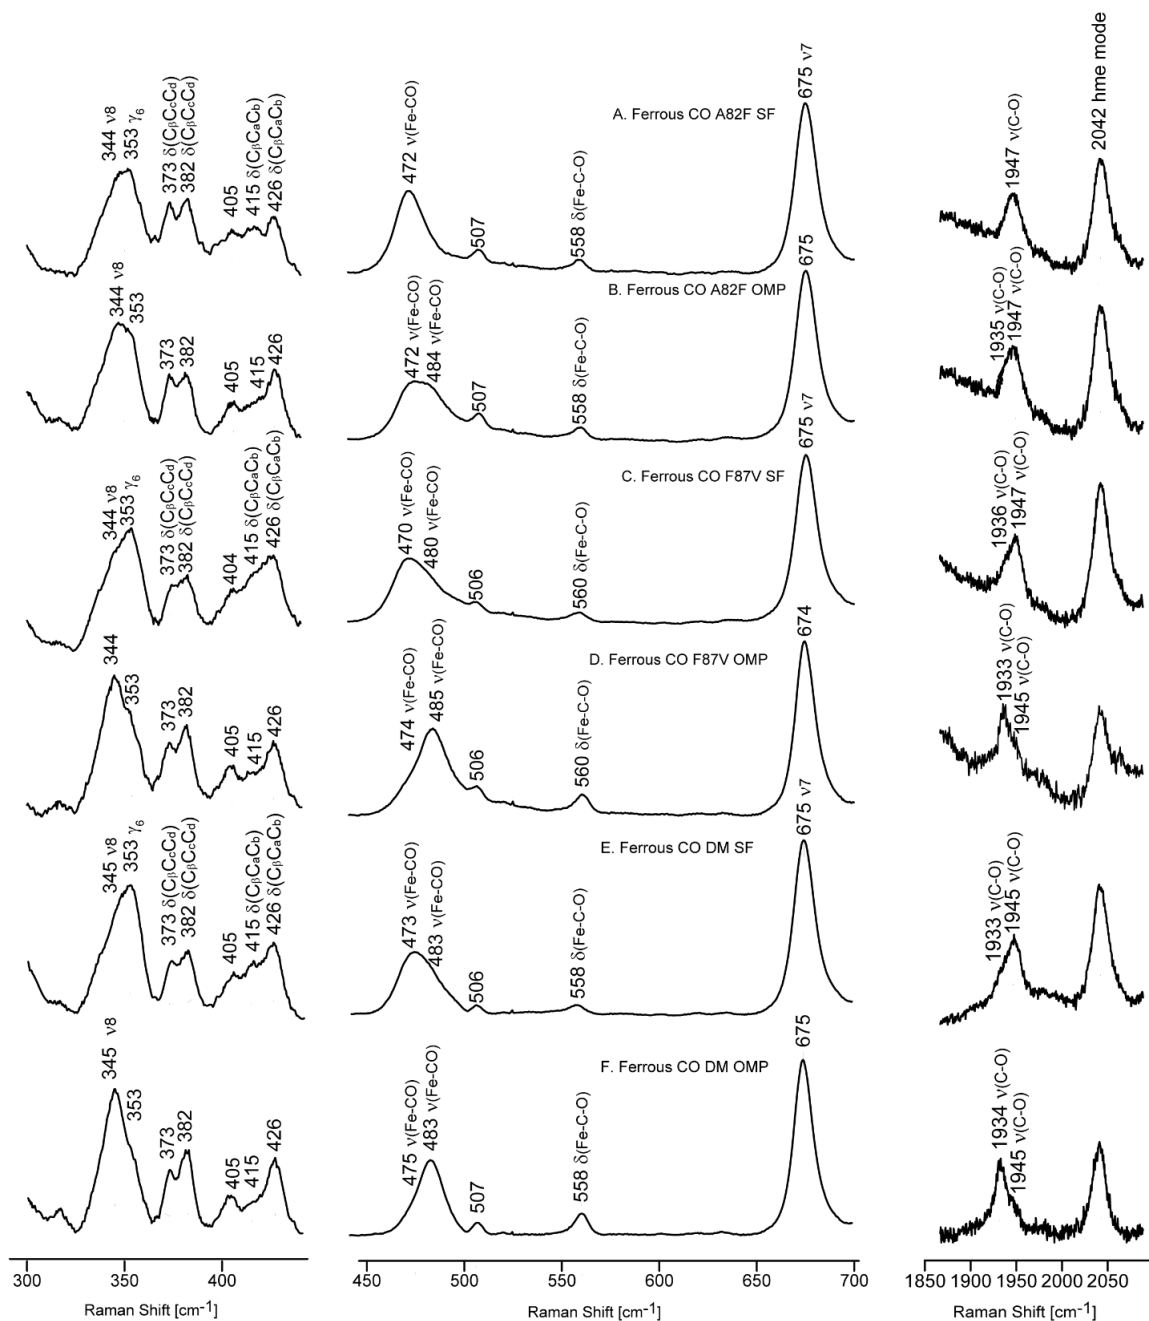 344 ν8
353 γ6
373 δ(CβCcCd)
382 δ(CβCcCd)
405
415 δ(CβCaCb)
426 δ(CβCaCb)
472 ν(Fe-CO)
507
558 δ(Fe-C-O)
A. Ferrous CO A82F SF
675 ν7
1947 ν(C-O)
2042 hme mode
344 ν8
353
373
382
405
415
426
472 ν(Fe-CO)
484 ν(Fe-CO)
507
558 δ(Fe-C-O)
B. Ferrous CO A82F OMP
675
1935 ν(C-O)
1947 ν(C-O)
344 ν8
353 γ6
373 δ(CβCcCd)
382 δ(CβCcCd)
404
415 δ(CβCaCb)
426 δ(CβCaCb)
470 ν(Fe-CO)
480 ν(Fe-CO)
506
560 δ(Fe-C-O)
C. Ferrous CO F87V SF
675 ν7
1936 ν(C-O)
1947 ν(C-O)
344
353
373
382
405
415
426
474 ν(Fe-CO)
485 ν(Fe-CO)
506
560 δ(Fe-C-O)
D. Ferrous CO F87V OMP
674
1933 ν(C-O)
1945 ν(C-O)
345 ν8
353 γ6
373 δ(CβCcCd)
382 δ(CβCcCd)
405
415 δ(CβCaCb)
426 δ(CβCaCb)
473 ν(Fe-CO)
483 ν(Fe-CO)
506
558 δ(Fe-C-O)
E. Ferrous CO DM SF
675 ν7
1933 ν(C-O)
1945 ν(C-O)
345 ν8
353
373
382
405
415
426
475 ν(Fe-CO)
483 ν(Fe-CO)
507
558 δ(Fe-C-O)
F. Ferrous CO DM OMP
675
1934 ν(C-O)
1945 ν(C-O)
300 350 400
450 500 550 600 650 700
1850 1900 1950 2000 2050
Raman Shift [cm-1]
Raman Shift [cm-1]
Raman Shift [cm-1]